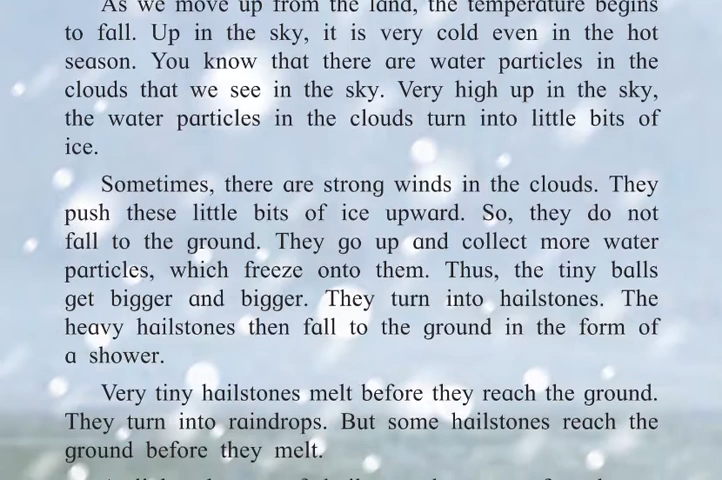 As we move up from the land, the temperature begins
to fall. Up in the sky, it is very cold even in the hot
season. You know that there are water particles in the
clouds that we see in the sky. Very high up in the sky,
the water particles in the clouds turn into little bits of
ice.
Sometimes, there are strong winds in the clouds. They
push these little bits of ice upward. So, they do not
fall to the ground. They go up and collect more water
particles, which freeze onto them. Thus, the tiny balls
get bigger and bigger. They turn into hailstones. The
heavy hailstones then fall to the ground in the form of
a shower.
Very tiny hailstones melt before they reach the ground.
They turn into raindrops. But some hailstones reach the
ground before they melt.